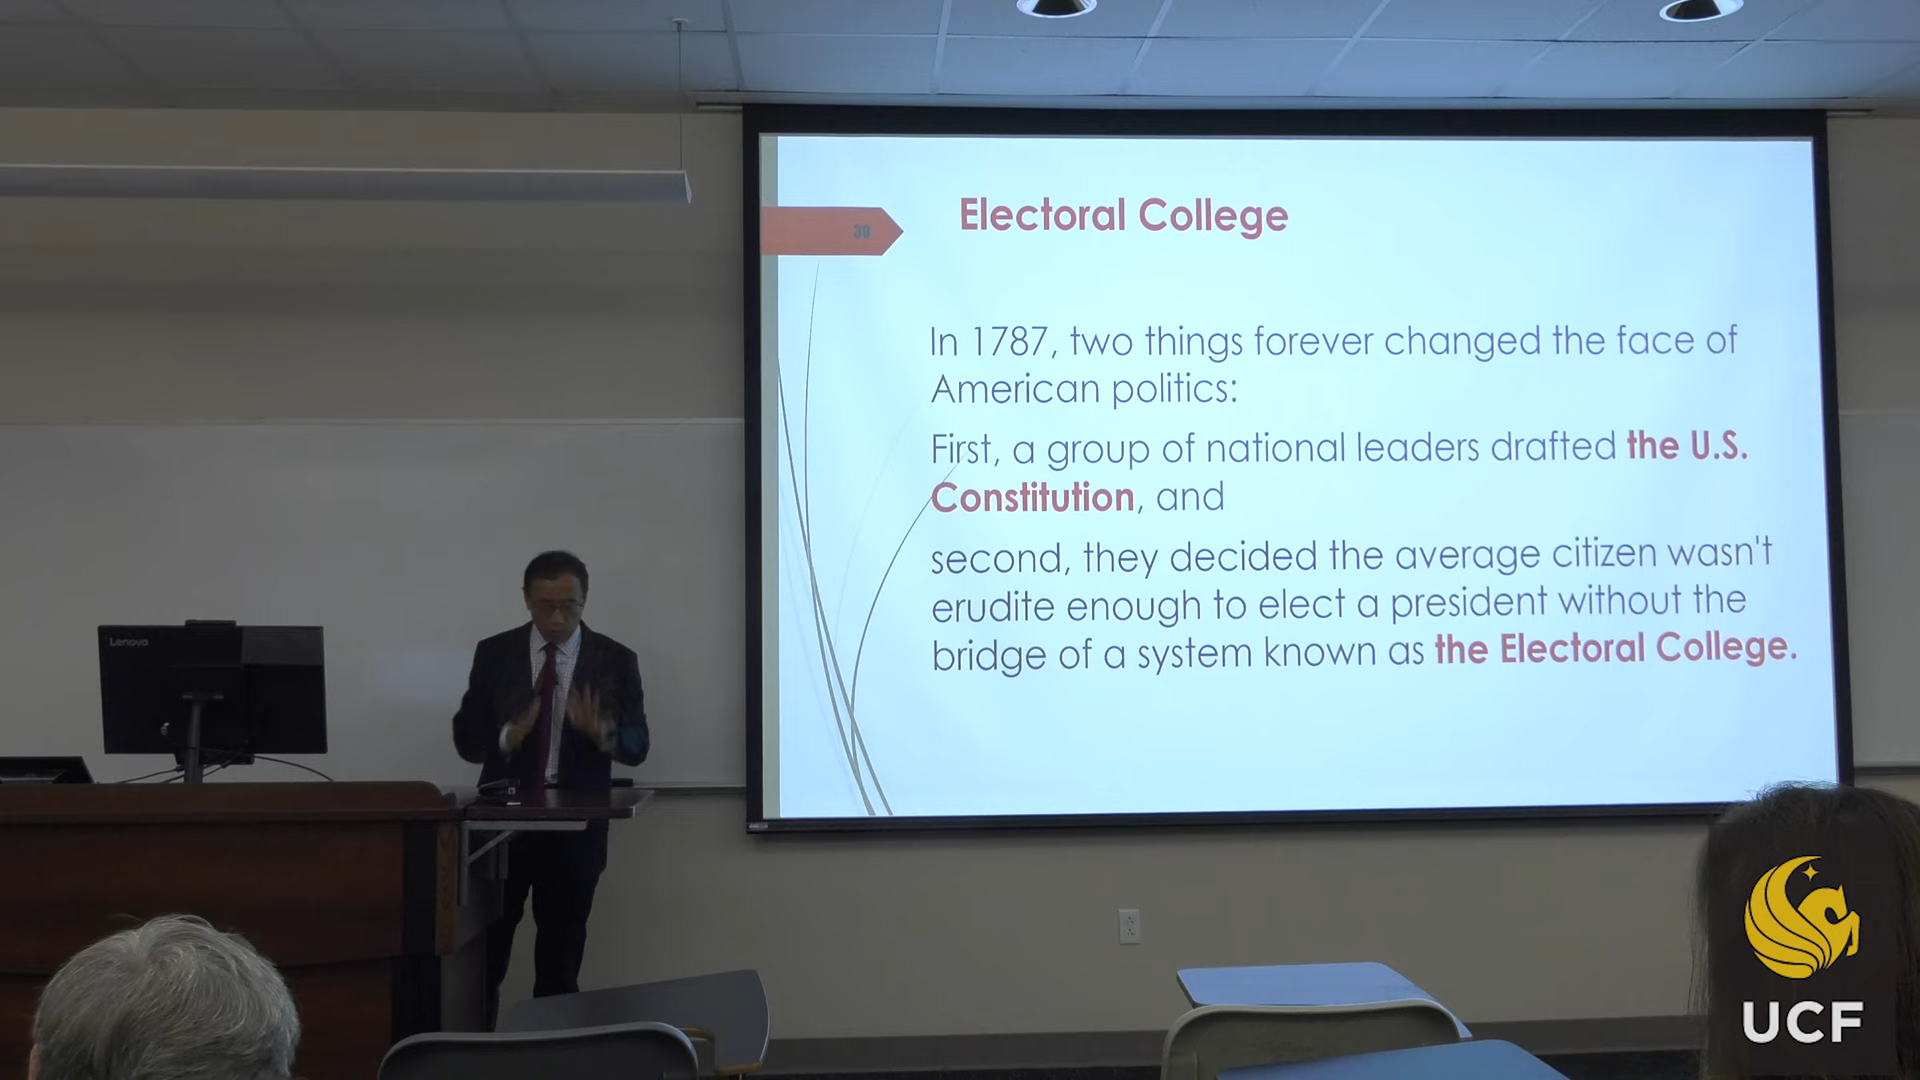 Electoral College
30
In 1787, two things forever changed the face of
American politics:
First, a group of national leaders drafted the U.S.
Constitution, and
second, they decided the average citizen wasn't
erudite enough to elect a president without the
bridge of a system known as the Electoral College.
Lenovo
UCF